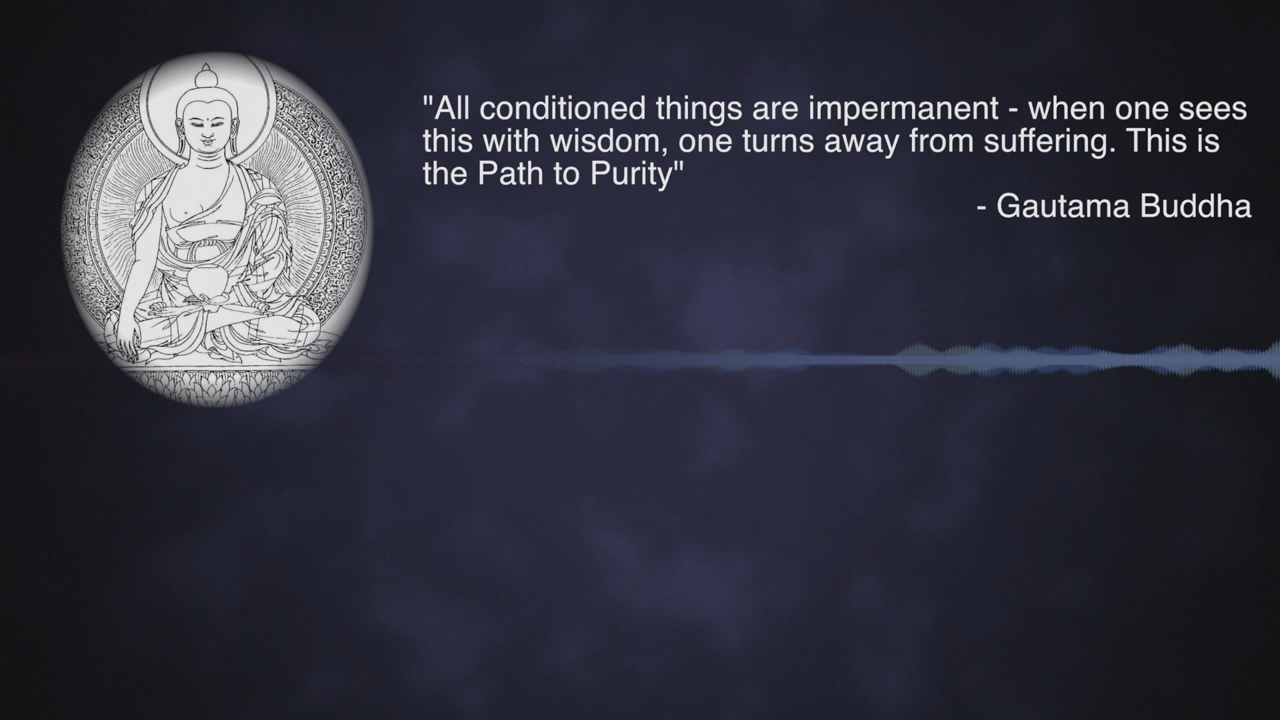 "All conditioned things are impermanent - when one sees
this with wisdom, one turns away from suffering. This is
the Path to Purity"
- Gautama Buddha